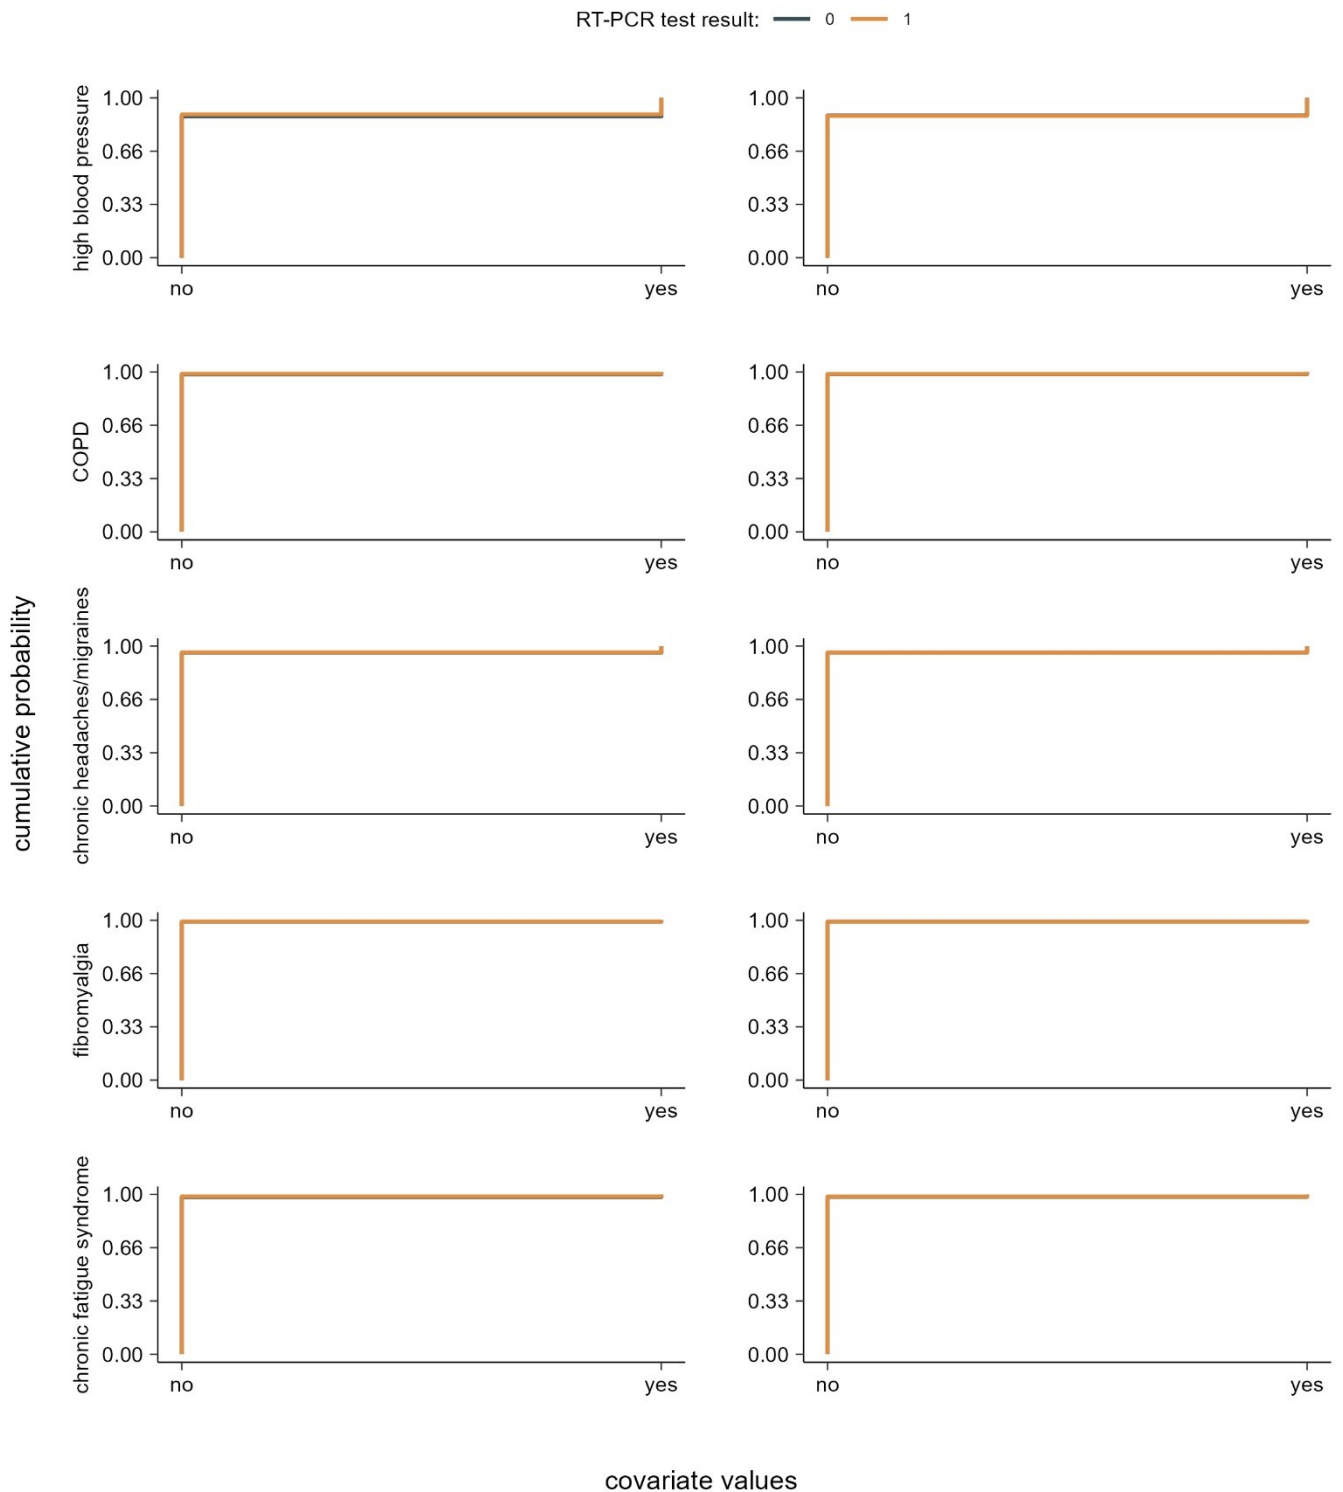 RT-PCR test result: 0 1
high blood pressure
1.00
0.66
0.33
0.00
no yes
1.00
0.66
0.33
0.00
no yes
COPD
1.00
0.66
0.33
0.00
no yes
1.00
0.66
0.33
0.00
no yes
cumulative probability
chronic headaches/migraines
1.00
0.66
0.33
0.00
no yes
1.00
0.66
0.33
0.00
no yes
fibromyalgia
1.00
0.66
0.33
0.00
no yes
1.00
0.66
0.33
0.00
no yes
chronic fatigue syndrome
1.00
0.66
0.33
0.00
no yes
1.00
0.66
0.33
0.00
no yes
covariate values